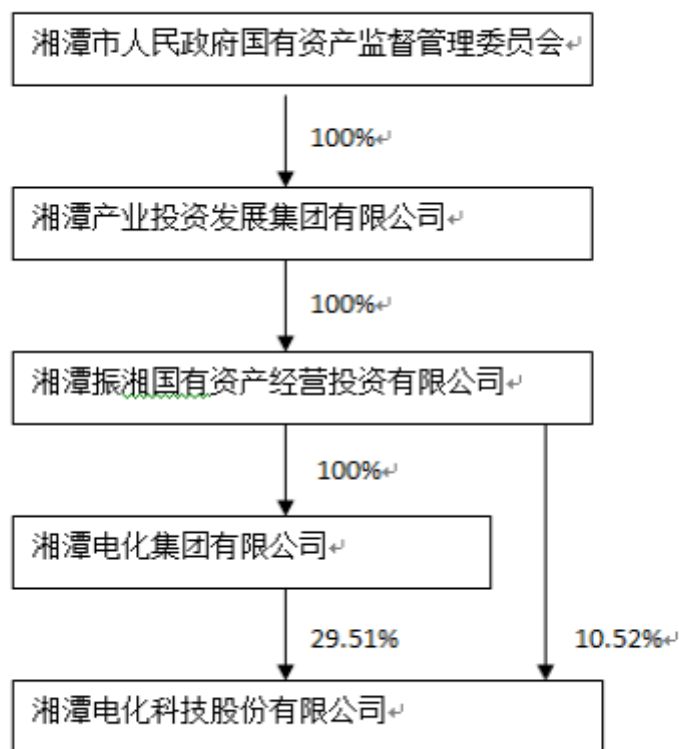 湘潭市人民政府国有资产监督管理委员会
100%
湘潭产业投资发展集团有限公司
100%
湘潭振湘国有资产经营投资有限公司
100%
湘潭电化集团有限公司
29.51%
10.52%
湘潭电化科技股份有限公司